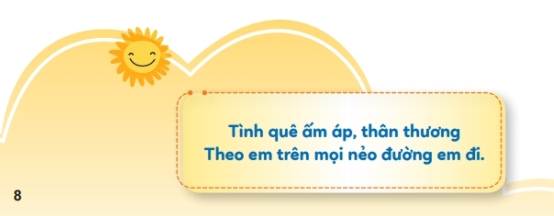 Tình quê ấm áp, thân thương
Theo em trên mọi nẻo đường em đi.
8